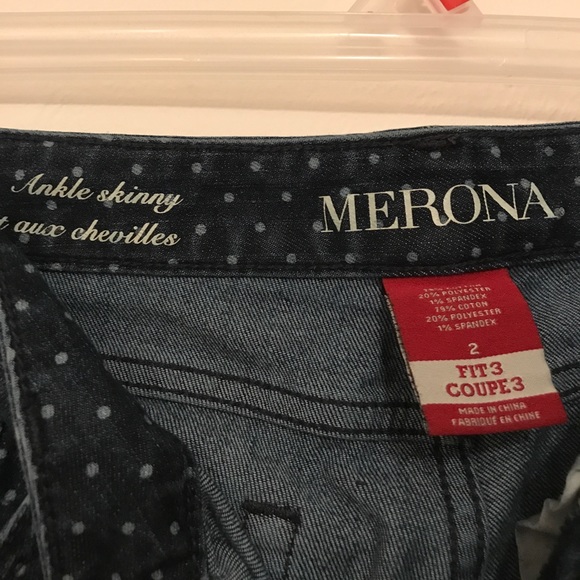 Ankle skinny
aux chevilles
MERONA
20% POLYESTER
1% SPANDEX
79% COTON
20% POLYESTER
1% SPANDEX
2
FIT 3
COUPE 3
MADE IN CHINA
FABRIQUÉ EN CHINE